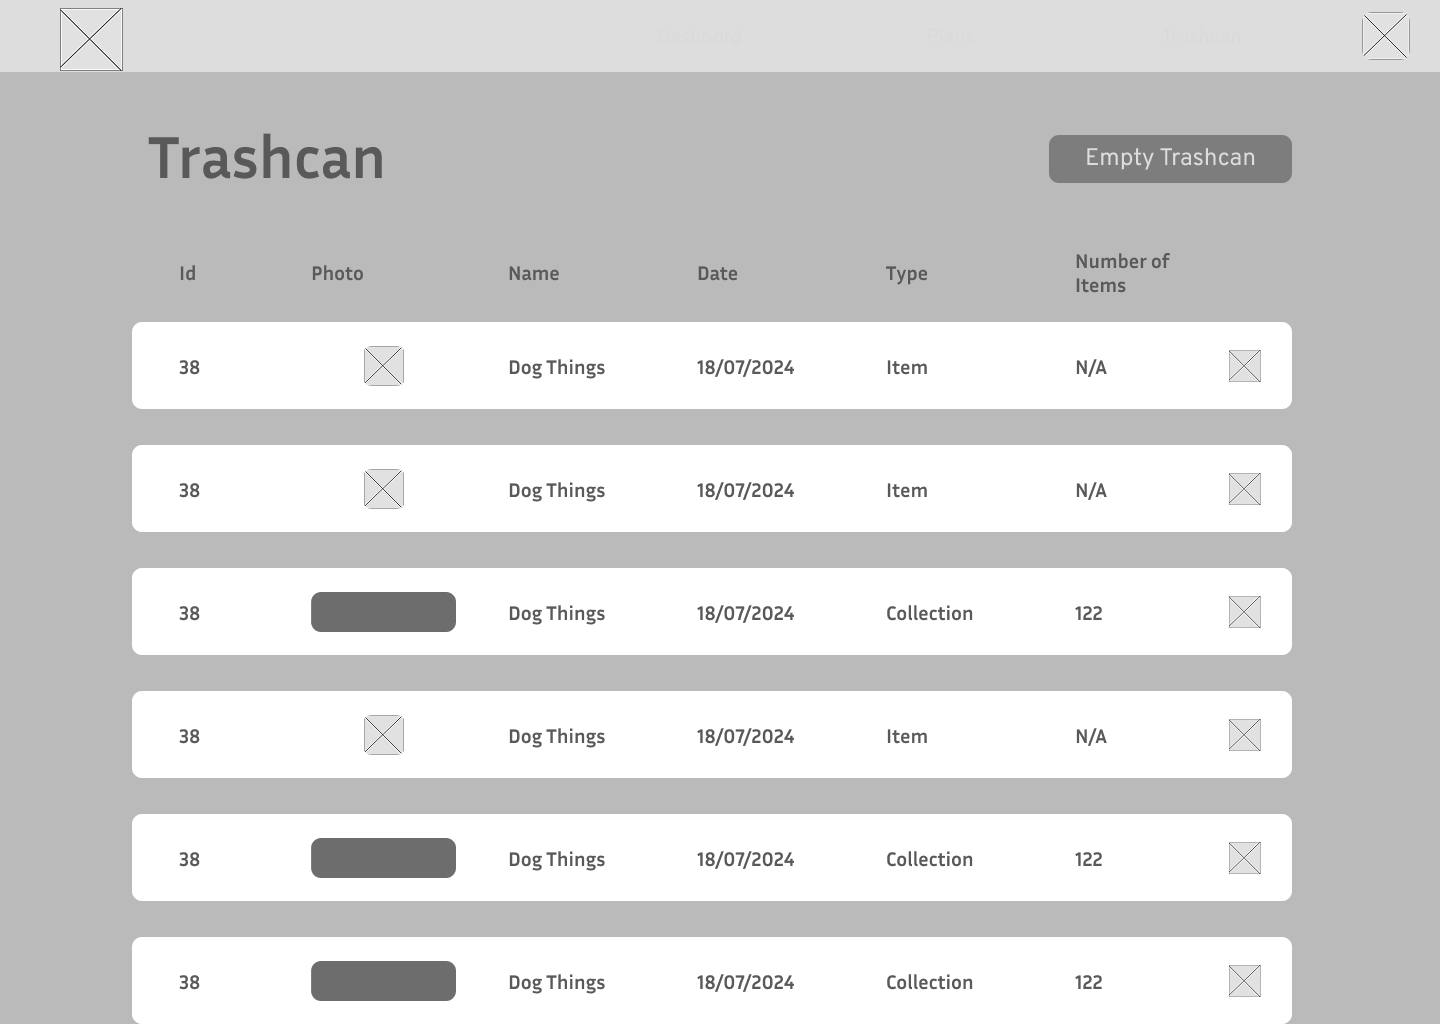 Dashbord Plans Trashcan
Trashcan
Empty Trashcan
Id Photo Name Date Type Number of Items
38 Dog Things 18/07/2024 Item N/A
38 Dog Things 18/07/2024 Item N/A
38 Dog Things 18/07/2024 Collection 122
38 Dog Things 18/07/2024 Item N/A
38 Dog Things 18/07/2024 Collection 122
38 Dog Things 18/07/2024 Collection 122